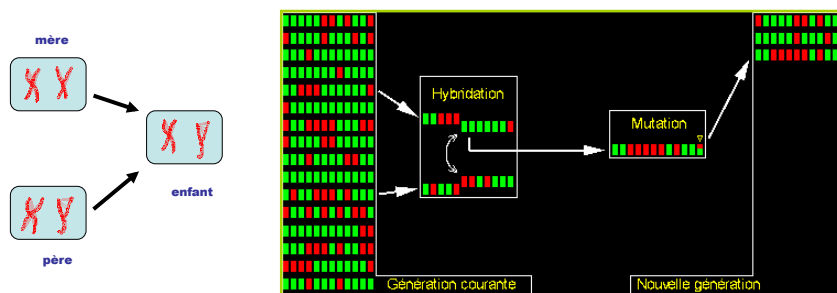 mère
enfant
père
Hybridation
Mutation
Génération courante
Nouvelle génération